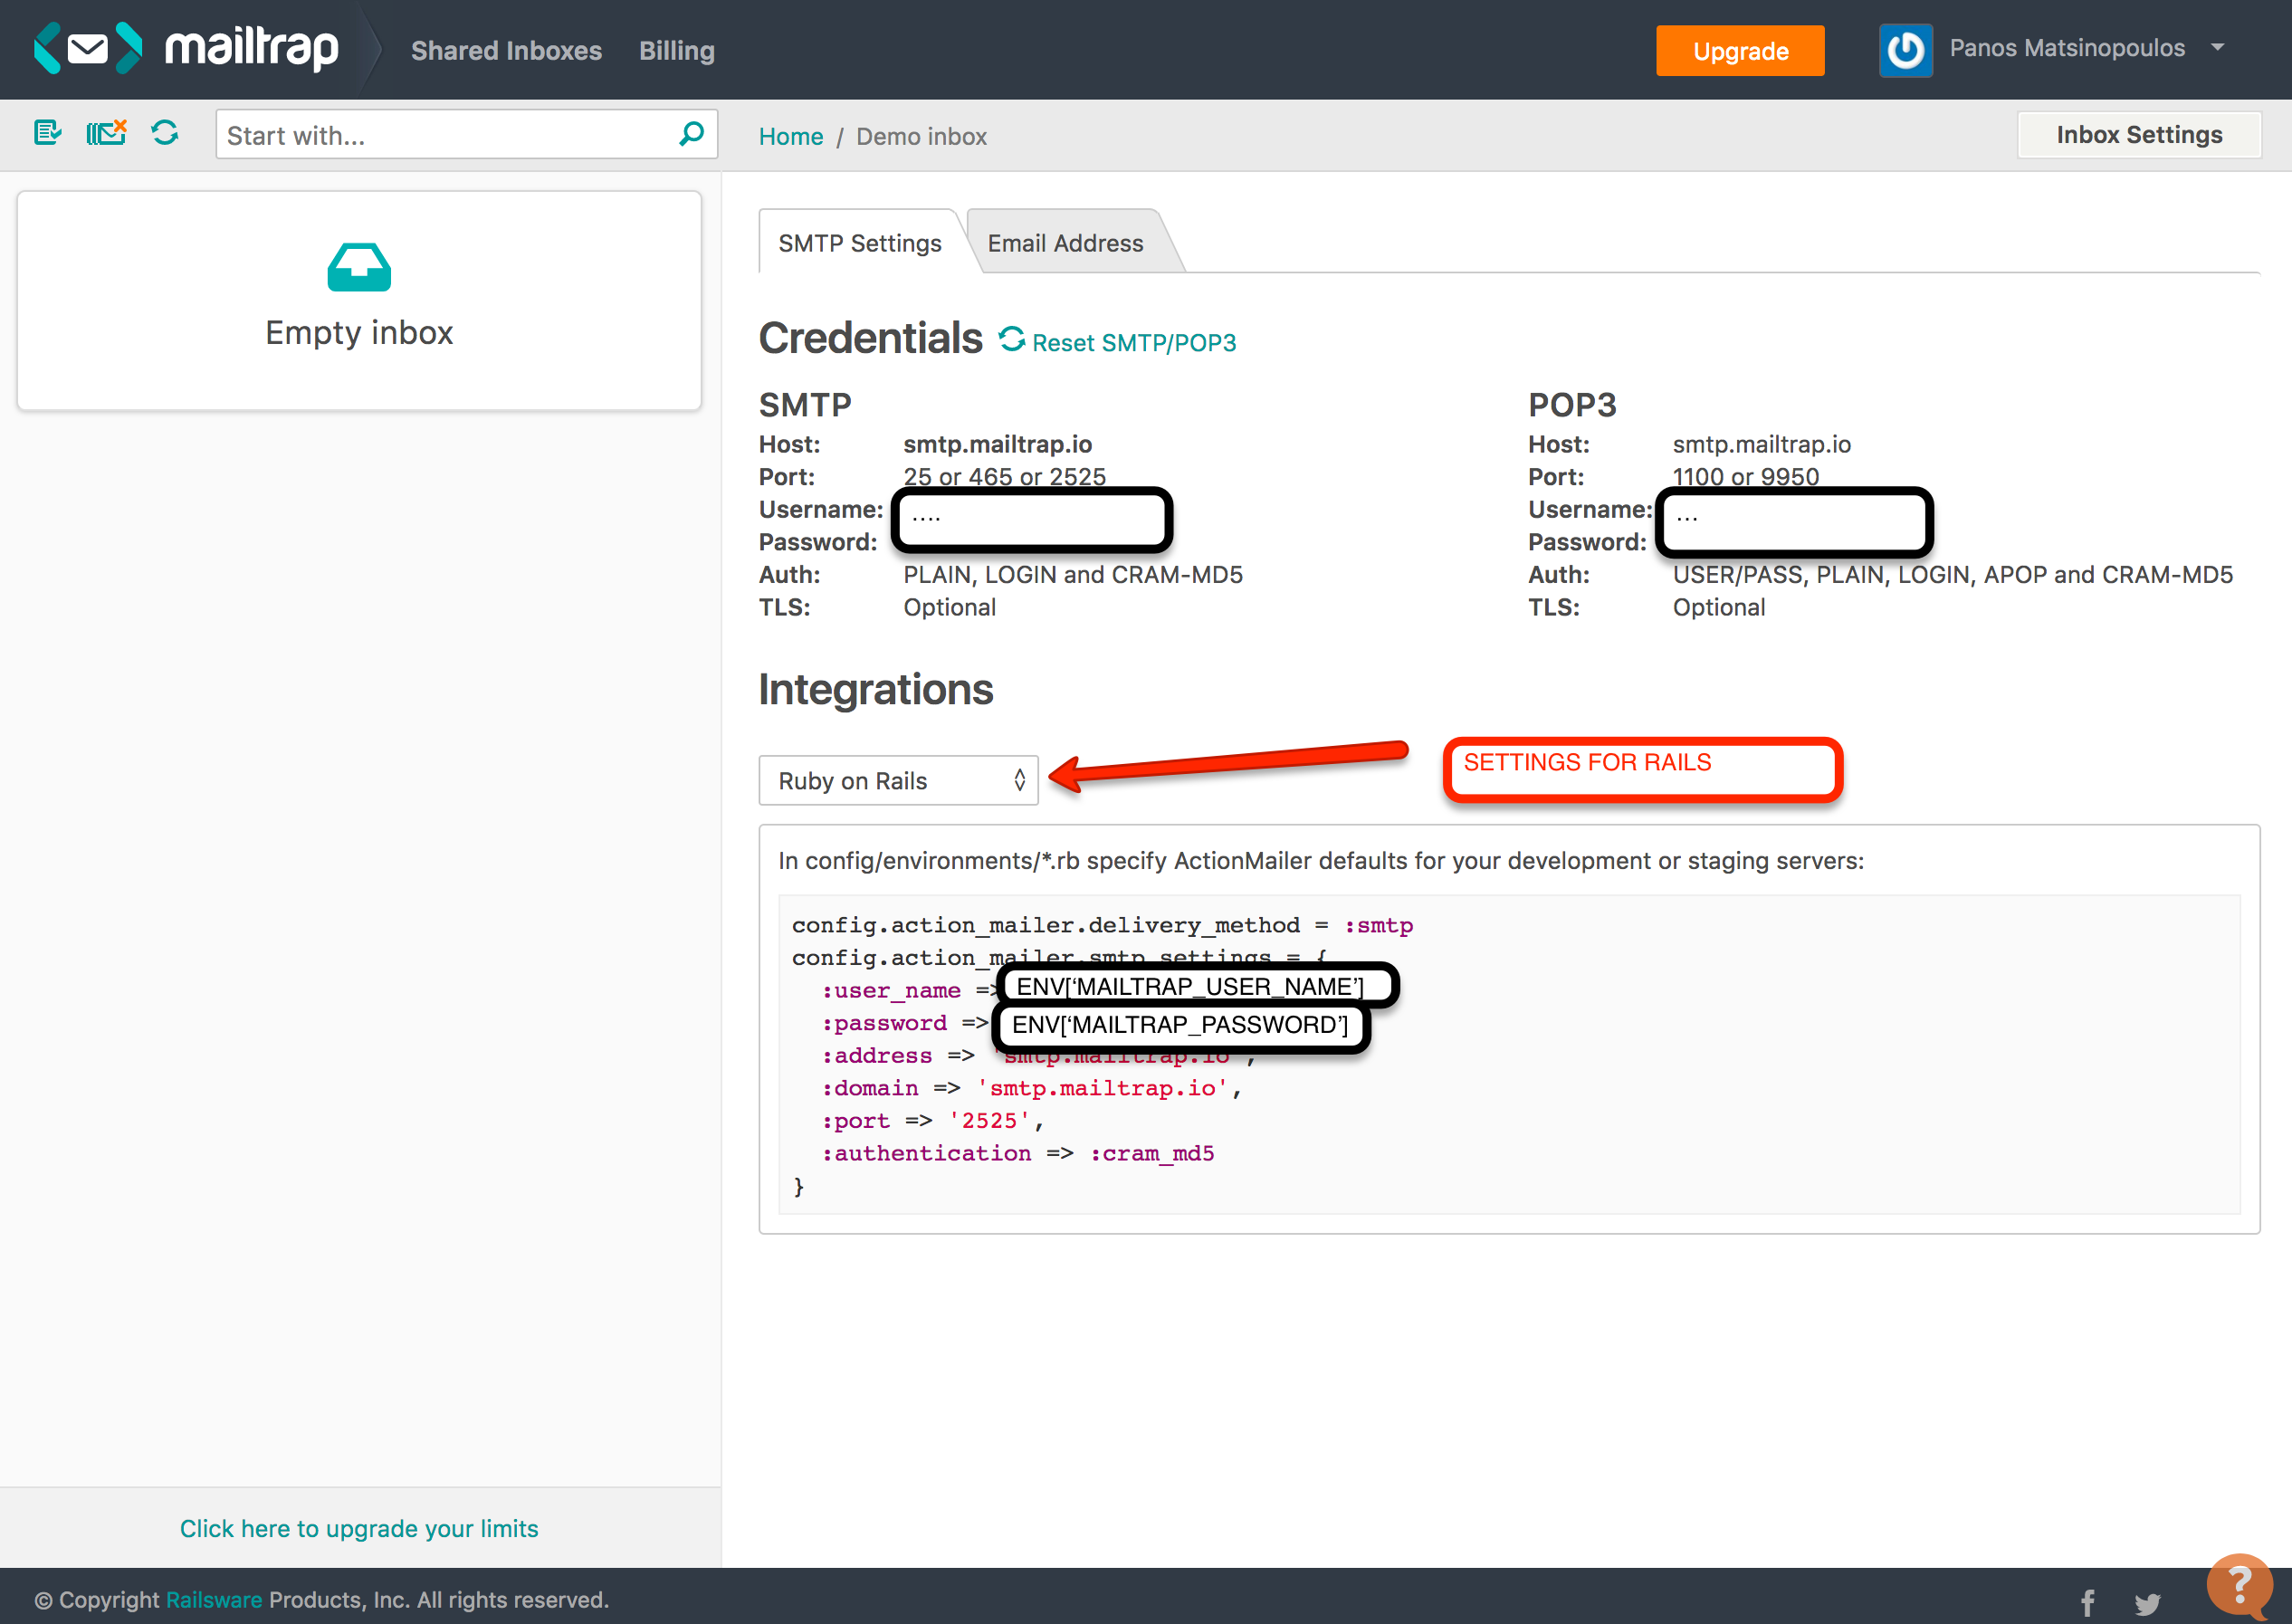 mailtrap
Shared Inboxes
Billing
Upgrade
Panos Matsinopoulos
Start with...
Home / Demo inbox
Inbox Settings
Empty inbox
SMTP Settings
Email Address
Credentials
Reset SMTP/POP3
SMTP
Host: smtp.mailtrap.io
Port: 25 or 465 or 2525
Username: ....
Password:
Auth: PLAIN, LOGIN and CRAM-MD5
TLS: Optional
POP3
Host: smtp.mailtrap.io
Port: 1100 or 9950
Username: ...
Password:
Auth: USER/PASS, PLAIN, LOGIN, APOP and CRAM-MD5
TLS: Optional
Integrations
Ruby on Rails
SETTINGS FOR RAILS
In config/environments/*.rb specify ActionMailer defaults for your development or staging servers:
config.action_mailer.delivery_method = :smtp
config.action_mailer.smtp_settings = {
:user_name => ENV[‘MAILTRAP_USER_NAME’]
:password => ENV[‘MAILTRAP_PASSWORD’]
:address => 'smtp.mailtrap.io',
:domain => 'smtp.mailtrap.io',
:port => '2525',
:authentication => :cram_md5
}
Click here to upgrade your limits
© Copyright Railsware Products, Inc. All rights reserved.
?